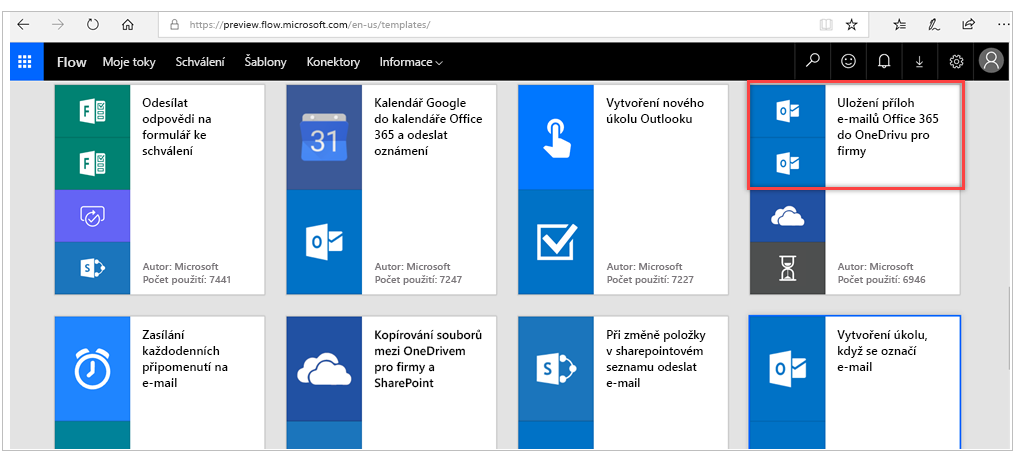 https://preview.flow.microsoft.com/en-us/templates/
Flow Moje toky Schválení Šablony Konektory Informace
Odesílat
odpovědi na
formulář ke
schválení
Autor: Microsoft
Počet použití: 7441
Kalendář Google
do kalendáře Office
365 a odeslat
oznámení
31
Autor: Microsoft
Počet použití: 7247
Vytvoření nového
úkolu Outlooku
Autor: Microsoft
Počet použití: 7227
Uložení příloh
e-mailů Office 365
do OneDrivu pro
firmy
Autor: Microsoft
Počet použití: 6946
Zasílání
každodenních
připomenutí na
e-mail
Kopírování souborů
mezi OneDrivem
pro firmy a
SharePoint
Při změně položky
v sharepointovém
seznamu odeslat
e-mail
Vytvoření úkolu,
když se označí
e-mail